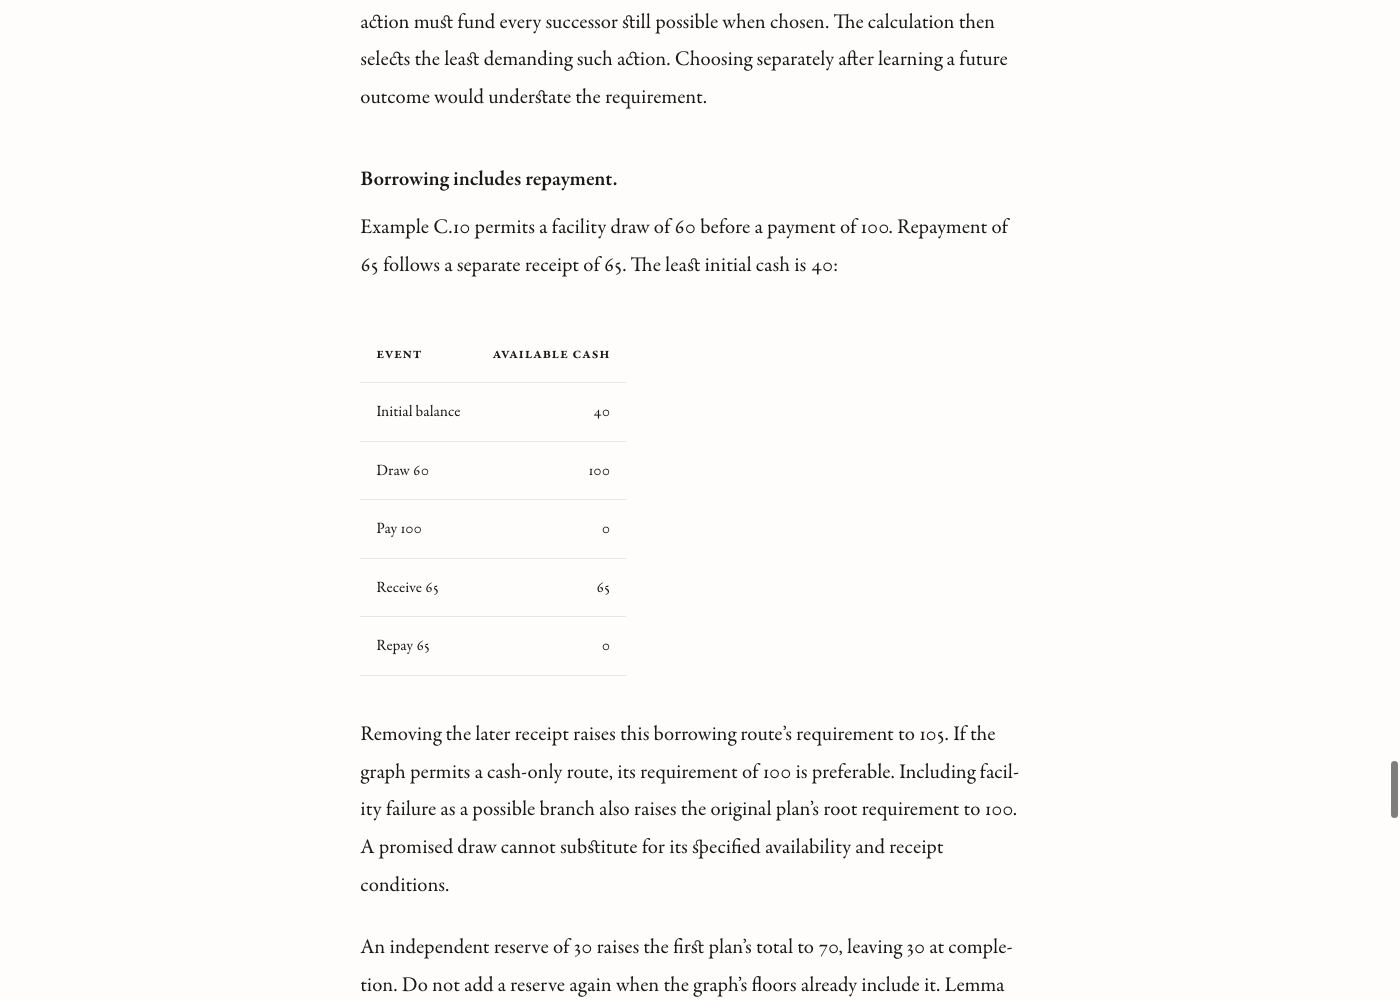 action must fund every successor still possible when chosen. The calculation then
selects the least demanding such action. Choosing separately after learning a future
outcome would understate the requirement.
Borrowing includes repayment.
Example C.10 permits a facility draw of 60 before a payment of 100. Repayment of
65 follows a separate receipt of 65. The least initial cash is 40:
EVENT AVAILABLE CASH
Initial balance 40
Draw 60 100
Pay 100 0
Receive 65 65
Repay 65 0
Removing the later receipt raises this borrowing route’s requirement to 105. If the
graph permits a cash-only route, its requirement of 100 is preferable. Including facil-
ity failure as a possible branch also raises the original plan’s root requirement to 100.
A promised draw cannot substitute for its specified availability and receipt
conditions.
An independent reserve of 30 raises the first plan’s total to 70, leaving 30 at comple-
tion. Do not add a reserve again when the graph’s floors already include it. Lemma